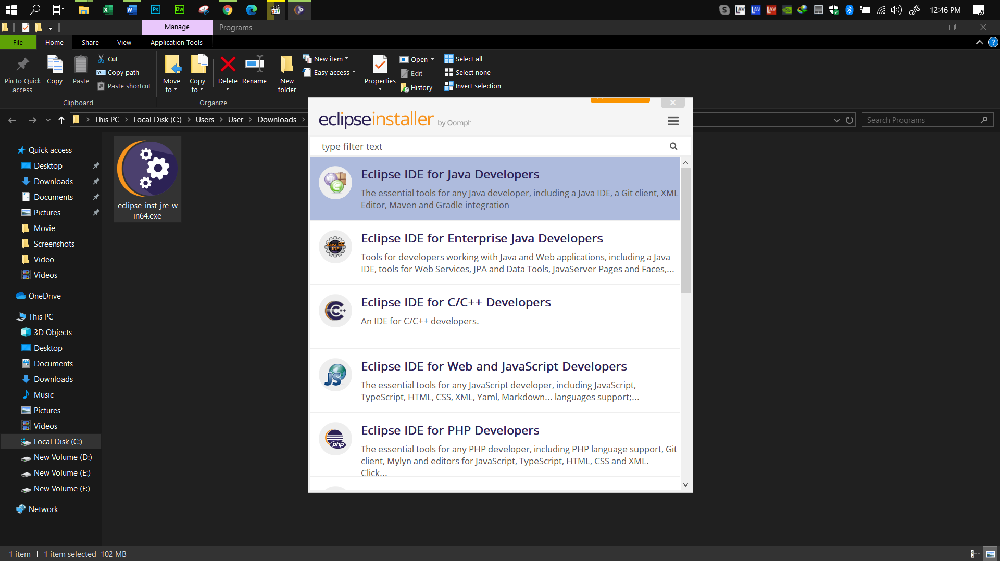 12:46 PM
Manage
Programs
File
Home
Share
View
Application Tools
Pin to Quick
access
Copy
Paste
Cut
Copy path
Paste shortcut
Clipboard
Move
to
Copy
to
Delete
Rename
Organize
New
folder
New item
Easy access
Properties
Open
Edit
History
Select all
Select none
Invert selection
This PC
Local Disk (C:)
Users
User
Downloads
Search Programs
Quick access
Desktop
Downloads
Documents
Pictures
Movie
Screenshots
Video
Videos
OneDrive
This PC
3D Objects
Desktop
Documents
Downloads
Music
Pictures
Videos
Local Disk (C:)
New Volume (D:)
New Volume (E:)
New Volume (F:)
Network
eclipse-inst-jre-w
in64.exe
eclipseinstaller by Oomph
type filter text
Eclipse IDE for Java Developers
The essential tools for any Java developer, including a Java IDE, a Git client, XML
Editor, Maven and Gradle integration
Java EE
IDE
Eclipse IDE for Enterprise Java Developers
Tools for developers working with Java and Web applications, including a Java
IDE, tools for Web Services, JPA and Data Tools, JavaServer Pages and Faces,...
Eclipse IDE for C/C++ Developers
An IDE for C/C++ developers.
JS
Eclipse IDE for Web and JavaScript Developers
The essential tools for any JavaScript developer, including JavaScript,
TypeScript, HTML, CSS, XML, Yaml, Markdown... languages support;...
php
Eclipse IDE for PHP Developers
The essential tools for any PHP developer, including PHP language support, Git
client, Mylyn and editors for JavaScript, TypeScript, HTML, CSS and XML.
Click...
1 item
1 item selected 102 MB